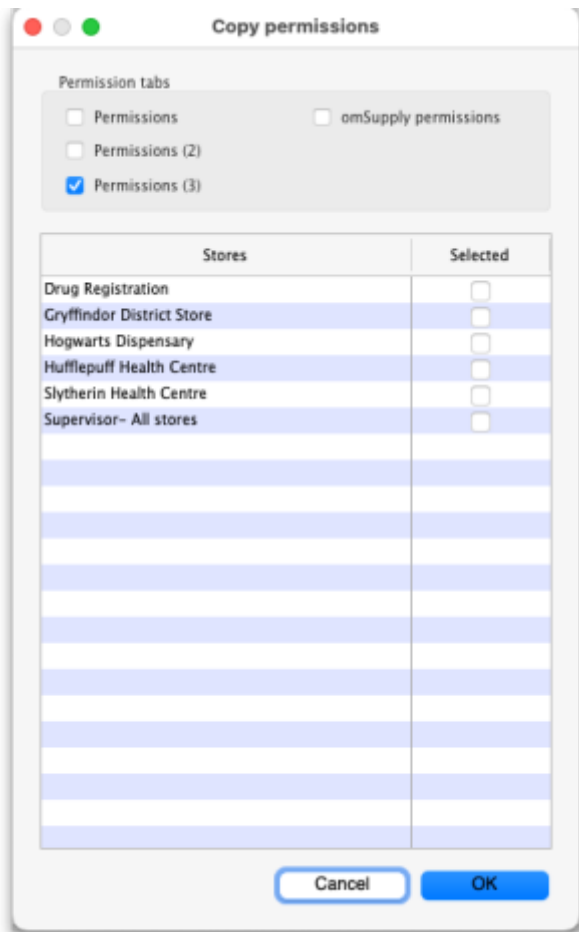 Copy permissions
Permission tabs
Permissions
omSupply permissions
Permissions (2)
Permissions (3)
Stores
Selected
Drug Registration
Gryffindor District Store
Hogwarts Dispensary
Hufflepuff Health Centre
Slytherin Health Centre
Supervisor- All stores
Cancel
OK